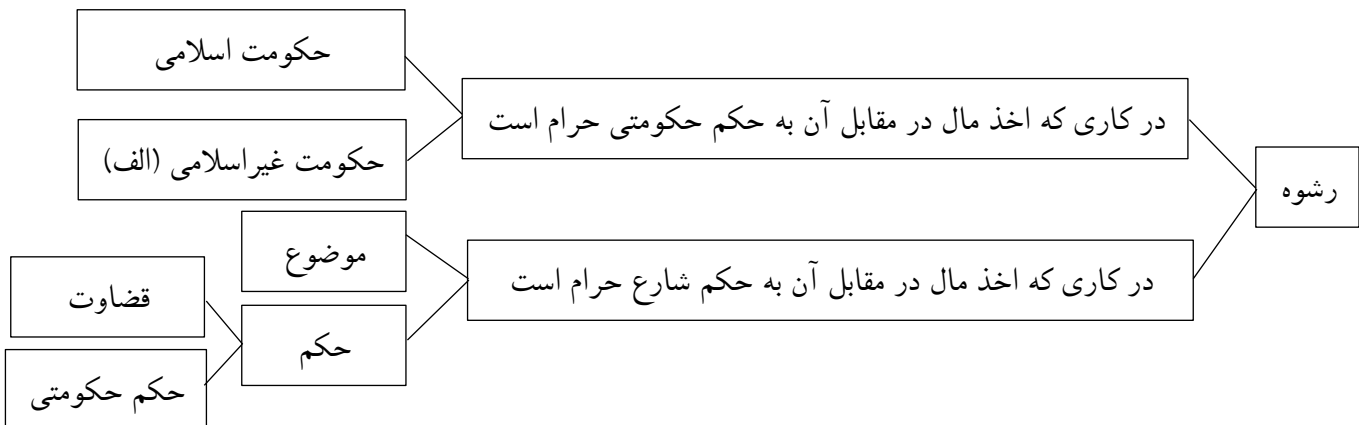 رشوه
در کاری که اخذ مال در مقابل آن به حکم حکومتی حرام است
حکومت اسلامی
حکومت غیراسلامی (الف)
در کاری که اخذ مال در مقابل آن به حکم شارع حرام است
موضوع
حکم
قضاوت
حکم حکومتی